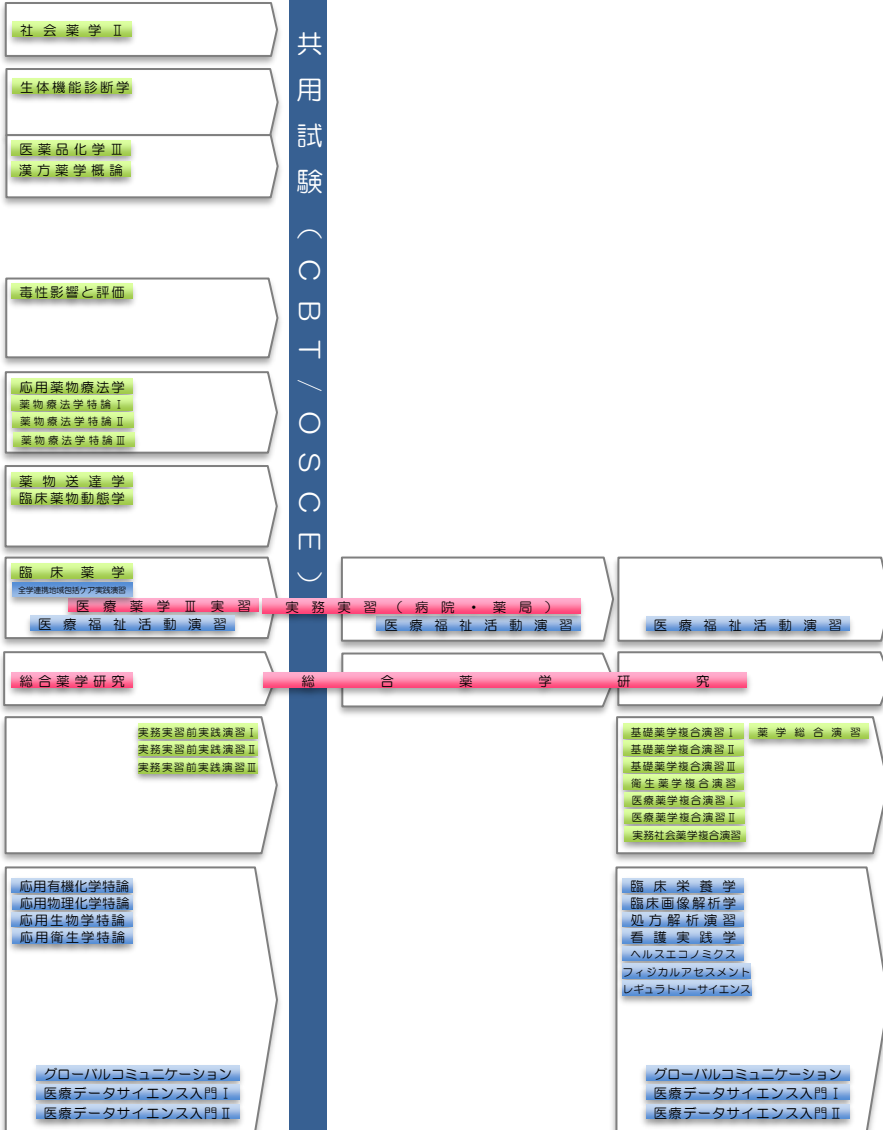 社会薬学Ⅱ
生体機能診断学
医薬品化学Ⅲ
漢方薬学概論
毒性影響と評価
応用薬物療法学
薬物療法学特論Ⅰ
薬物療法学特論Ⅱ
薬物療法学特論Ⅲ
薬物送達学
臨床薬物動態学
臨床薬学
全学連携地域包括ケア実践演習
医療薬学Ⅲ実習
医療福祉活動演習
総合薬学研究
実務実習前実践演習Ⅰ
実務実習前実践演習Ⅱ
実務実習前実践演習Ⅲ
応用有機化学特論
応用物理化学特論
応用生物学特論
応用衛生学特論
グローバルコミュニケーション
医療データサイエンス入門Ⅰ
医療データサイエンス入門Ⅱ
共用試験（CBT/OSCE）
実務実習（病院・薬局）
医療福祉活動演習
総合薬学研究
医療福祉活動演習
基礎薬学複合演習Ⅰ
薬学総合演習
基礎薬学複合演習Ⅱ
基礎薬学複合演習Ⅲ
衛生薬学複合演習
医療薬学複合演習Ⅰ
医療薬学複合演習Ⅱ
実務社会薬学複合演習
臨床栄養学
臨床画像解析学
処方解析演習
看護実践学
ヘルスエコノミクス
フィジカルアセスメント
レギュラトリーサイエンス
グローバルコミュニケーション
医療データサイエンス入門Ⅰ
医療データサイエンス入門Ⅱ